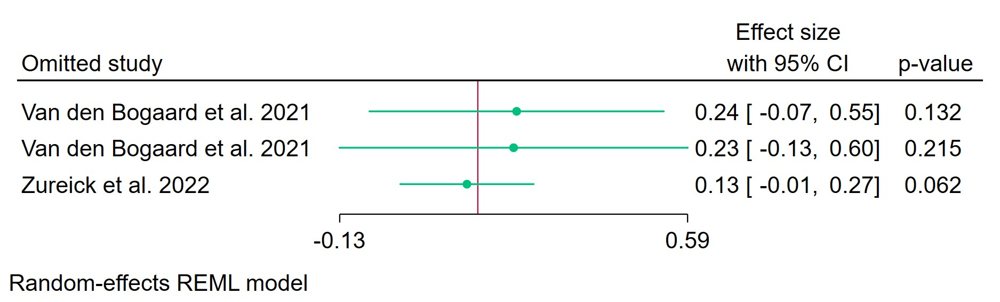 Effect size
Omitted study with 95% CI p-value
Van den Bogaard et al. 2021 0.24 [ -0.07, 0.55] 0.132
Van den Bogaard et al. 2021 0.23 [ -0.13, 0.60] 0.215
Zureick et al. 2022 0.13 [ -0.01, 0.27] 0.062
-0.13 0.59
Random-effects REML model